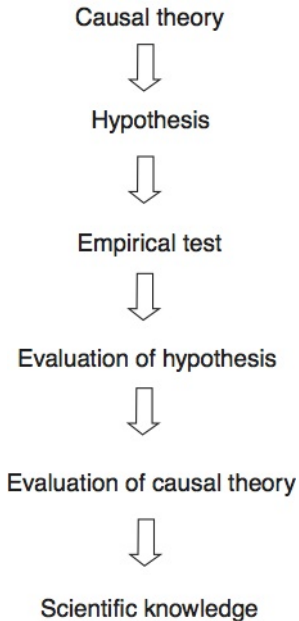 Causal theory
Hypothesis
Empirical test
Evaluation of hypothesis
Evaluation of causal theory
Scientific knowledge